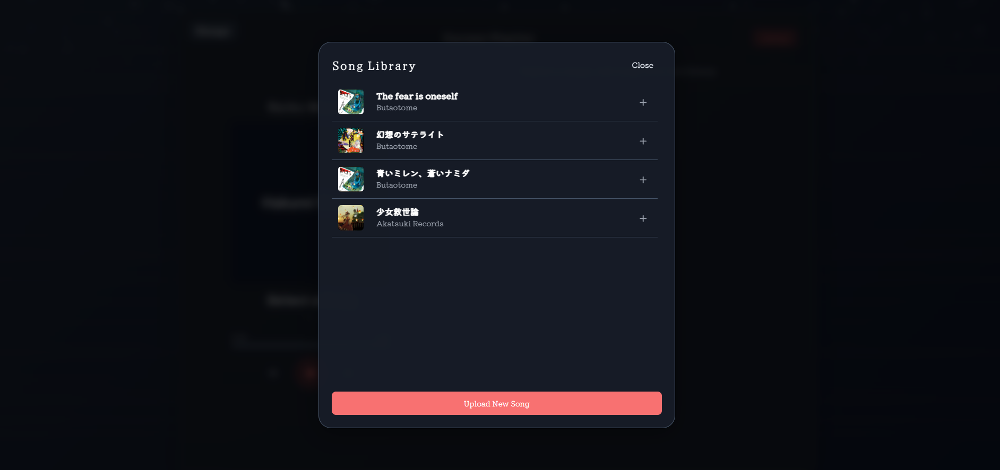 Song Library
Close
The fear is oneself
Butaotome
幻想のサテライト
Butaotome
青いミレン、蒼いナミダ
Butaotome
少女救世論
Akatsuki Records
Upload New Song